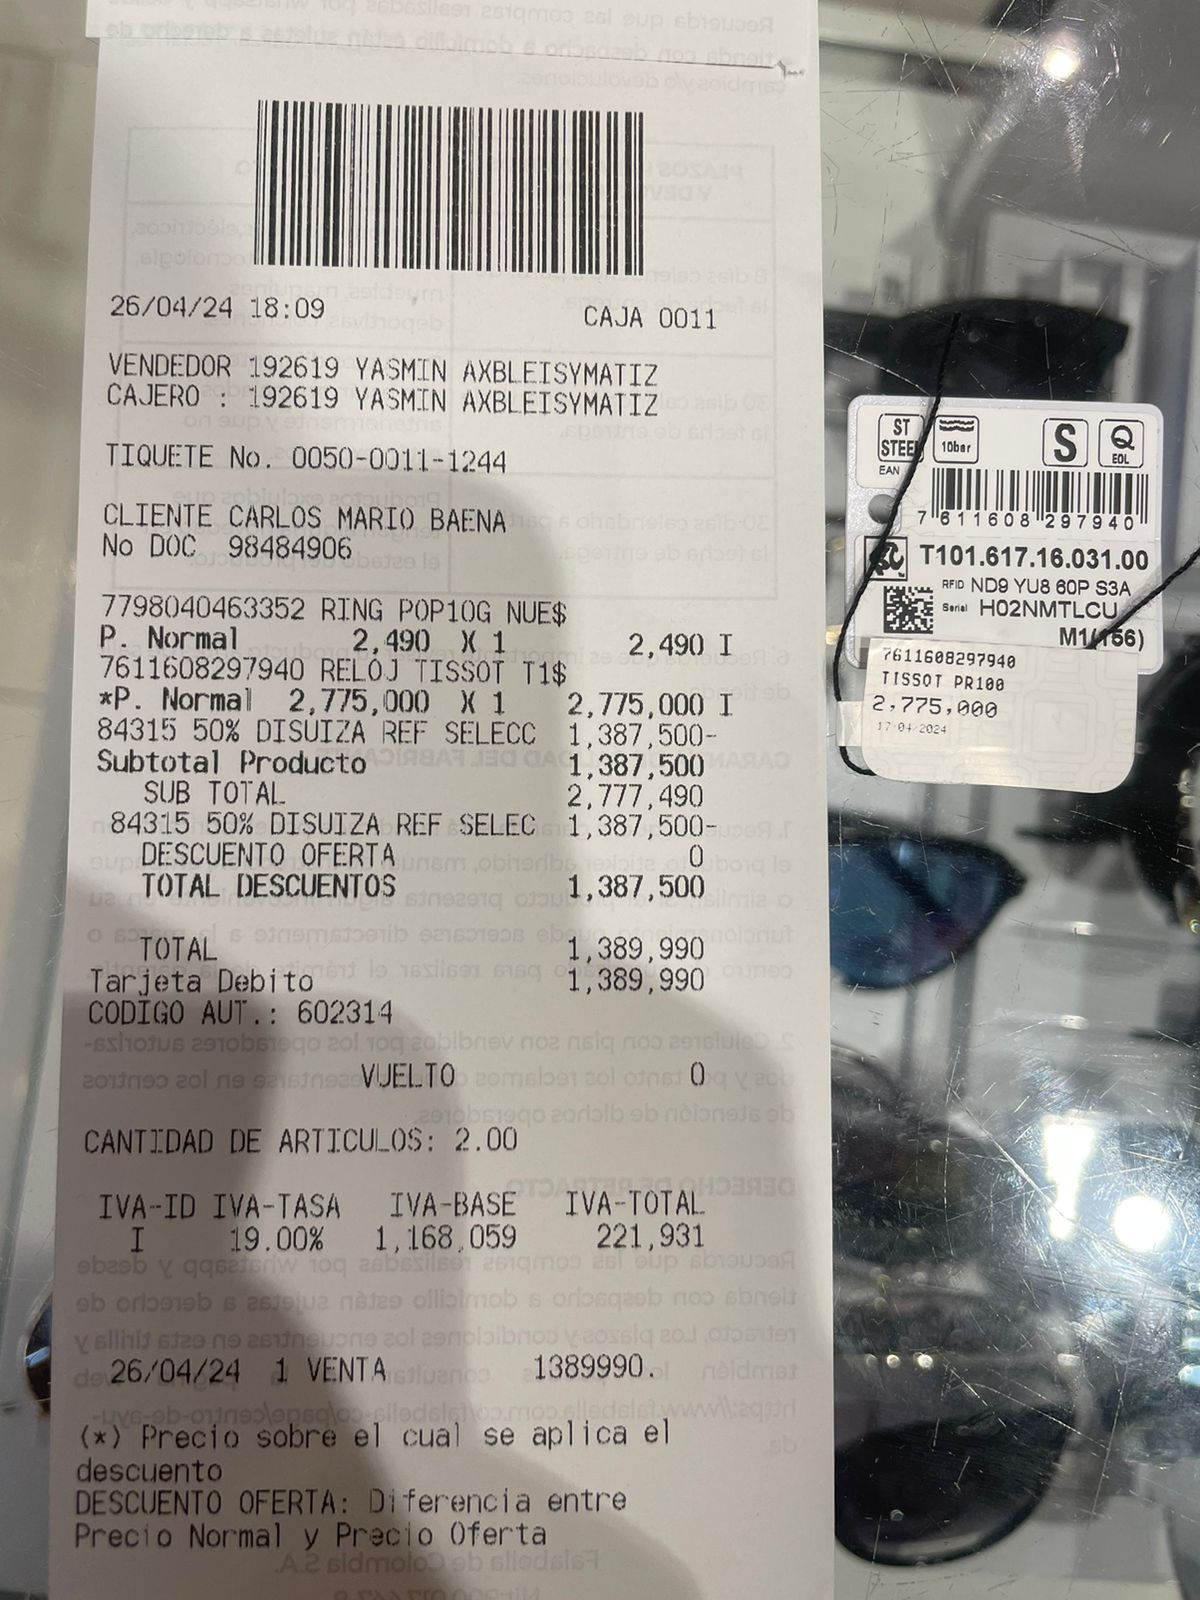 26/04/24 18:09 CAJA 0011
VENDEDOR 192619 YASMIN AXBLEISYMATIZ
CAJERO : 192619 YASMIN AXBLEISYMATIZ
TIQUETE No. 0050-0011-1244
CLIENTE CARLOS MARIO BAENA
No DOC 98484906
7798040463352 RING POP10G NUE$
P. Normal 2,490 X 1 2,490 I
7611608297940 RELOJ TISSOT T1$
*P. Normal 2,775,000 X 1 2,775,000 I
84315 50% DISUIZA REF SELECC 1,387,500-
Subtotal Producto 1,387,500
SUB TOTAL 2,777,490
84315 50% DISUIZA REF SELEC 1,387,500-
DESCUENTO OFERTA 0
TOTAL DESCUENTOS 1,387,500
TOTAL 1,389,990
Tarjeta Debito 1,389,990
CODIGO AUT.: 602314
VUELTO 0
CANTIDAD DE ARTICULOS: 2.00
IVA-ID IVA-TASA IVA-BASE IVA-TOTAL
I 19.00% 1,168,059 221,931
26/04/24 1 VENTA 1389990.
(*) Precio sobre el cual se aplica el
descuento
DESCUENTO OFERTA: Diferencia entre
Precio Normal y Precio Oferta
ST STEEL 10bar S Q EOL
EAN
7 611608 297940
T101.617.16.031.00
RFID ND9 YU8 60P S3A
Serial H02NMTLCU
M1(156)
7611608297940
TISSOT PR100
2,775,000
17/04/2024